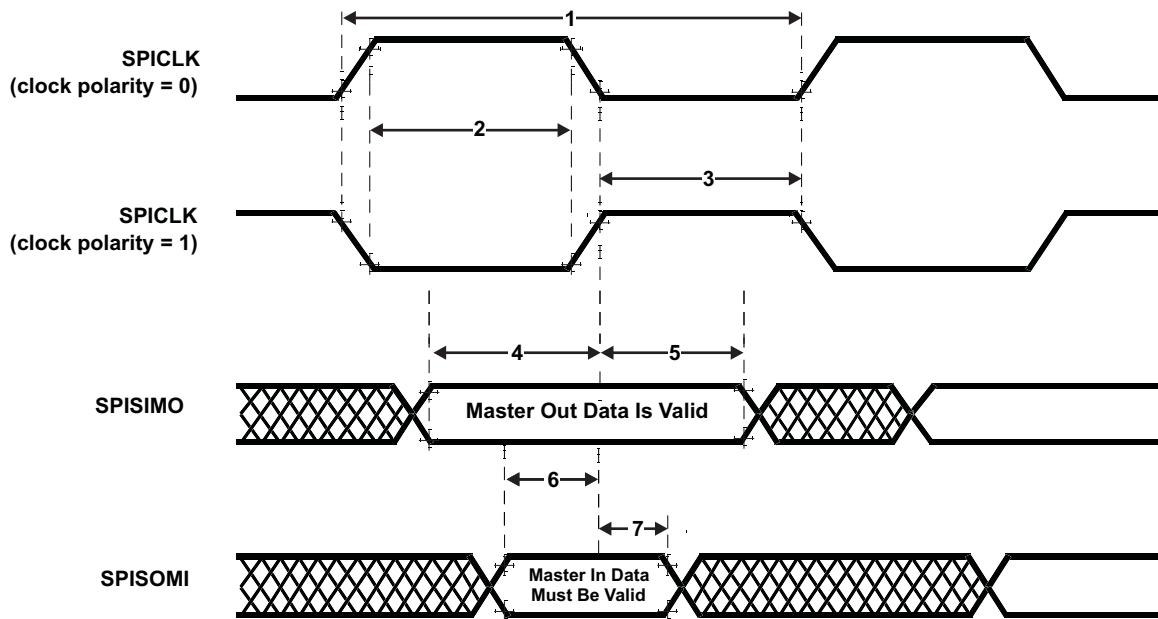 1
SPICLK
(clock polarity = 0)
2
3
SPICLK
(clock polarity = 1)
4
5
SPISIMO
Master Out Data Is Valid
6
7
SPISOMI
Master In Data
Must Be Valid